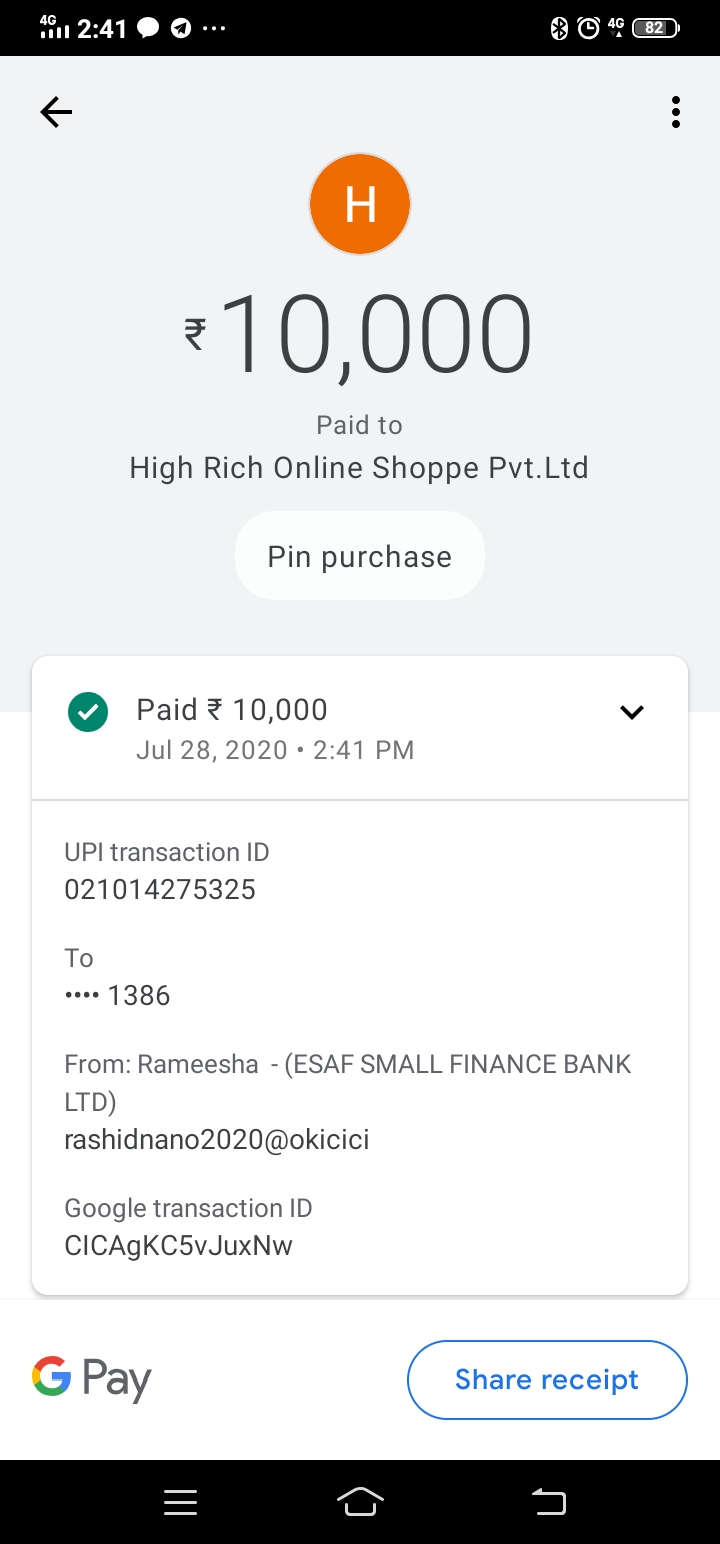 4G 2:41 4G 82
H
₹10,000
Paid to
High Rich Online Shoppe Pvt.Ltd
Pin purchase
Paid ₹ 10,000
Jul 28, 2020 • 2:41 PM
UPI transaction ID
021014275325
To
•••• 1386
From: Rameesha - (ESAF SMALL FINANCE BANK
LTD)
rashidnano2020@okicici
Google transaction ID
CICAgKC5vJuxNw
G Pay
Share receipt